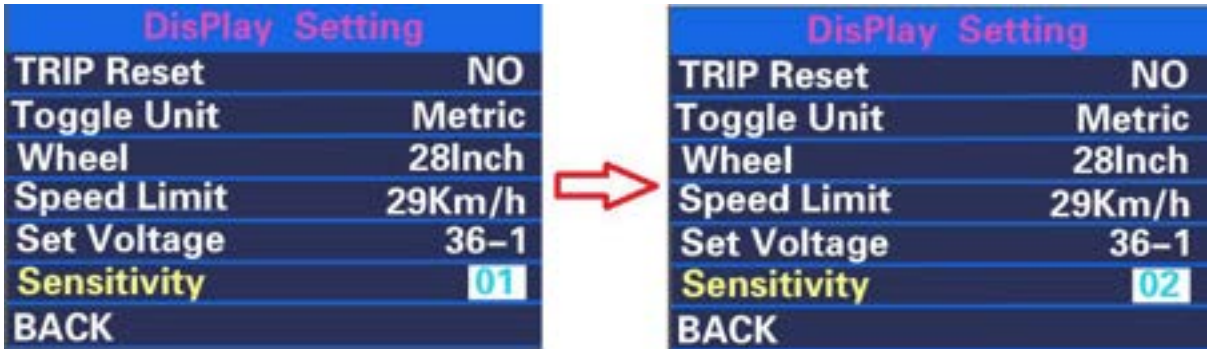 DisPlay Setting
TRIP Reset NO
Toggle Unit Metric
Wheel 28Inch
Speed Limit 29Km/h
Set Voltage 36-1
Sensitivity 01
BACK
DisPlay Setting
TRIP Reset NO
Toggle Unit Metric
Wheel 28Inch
Speed Limit 29Km/h
Set Voltage 36-1
Sensitivity 02
BACK